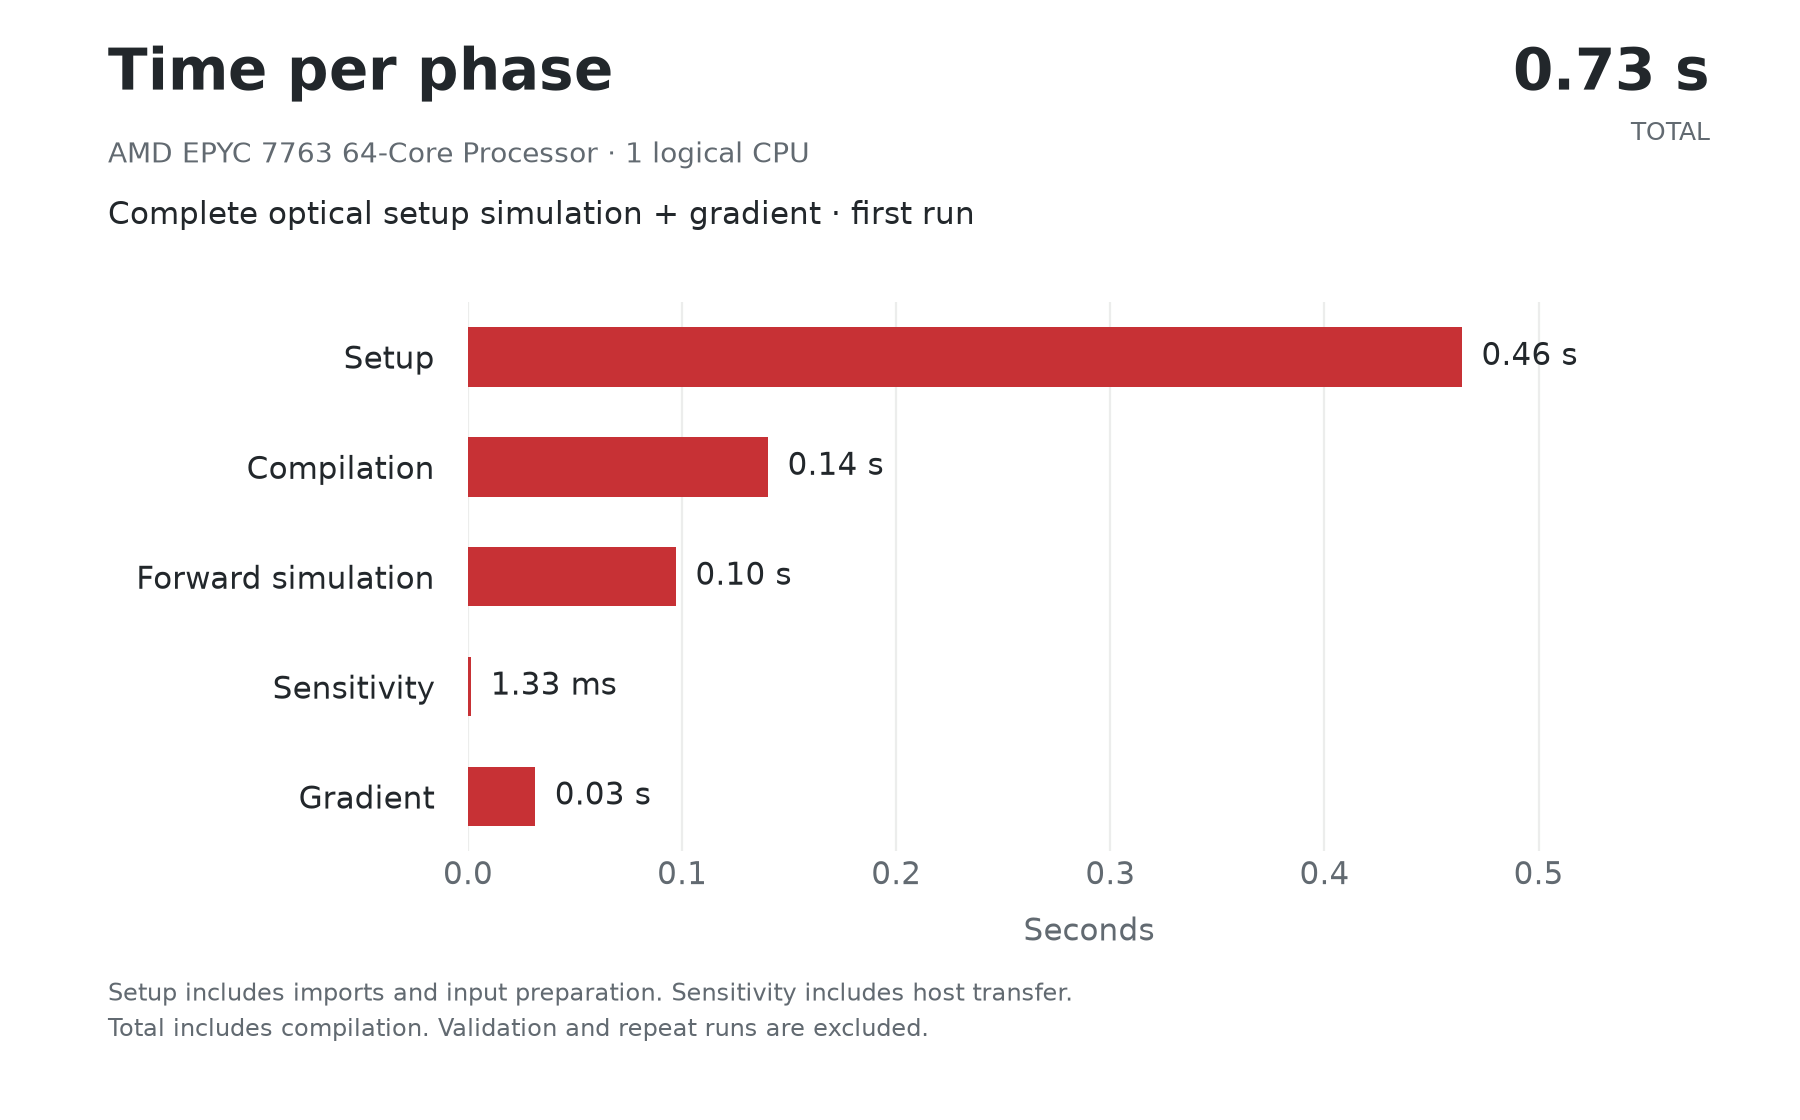 Time per phase
0.73 s
TOTAL
AMD EPYC 7763 64-Core Processor · 1 logical CPU
Complete optical setup simulation + gradient · first run
Setup
0.46 s
Compilation
0.14 s
Forward simulation
0.10 s
Sensitivity
1.33 ms
Gradient
0.03 s
0.0 0.1 0.2 0.3 0.4 0.5
Seconds
Setup includes imports and input preparation. Sensitivity includes host transfer.
Total includes compilation. Validation and repeat runs are excluded.